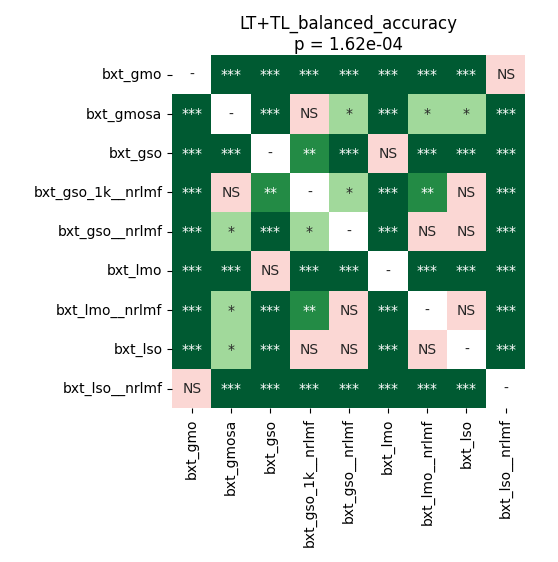 LT+TL_balanced_accuracy
p = 1.62e-04
bxt_gmo - *** *** *** *** *** *** *** NS
bxt_gmosa *** - *** NS * *** * * ***
bxt_gso *** *** - ** *** NS *** *** ***
bxt_gso_1k__nrlmf *** NS ** - * *** ** NS ***
bxt_gso__nrlmf *** * *** * - *** NS NS ***
bxt_lmo *** *** NS *** *** - *** *** ***
bxt_lmo__nrlmf *** * *** ** NS *** - NS ***
bxt_lso *** * *** NS NS *** NS - ***
bxt_lso__nrlmf NS *** *** *** *** *** *** *** -
bxt_gmo
bxt_gmosa
bxt_gso
bxt_gso_1k__nrlmf
bxt_gso__nrlmf
bxt_lmo
bxt_lmo__nrlmf
bxt_lso
bxt_lso__nrlmf